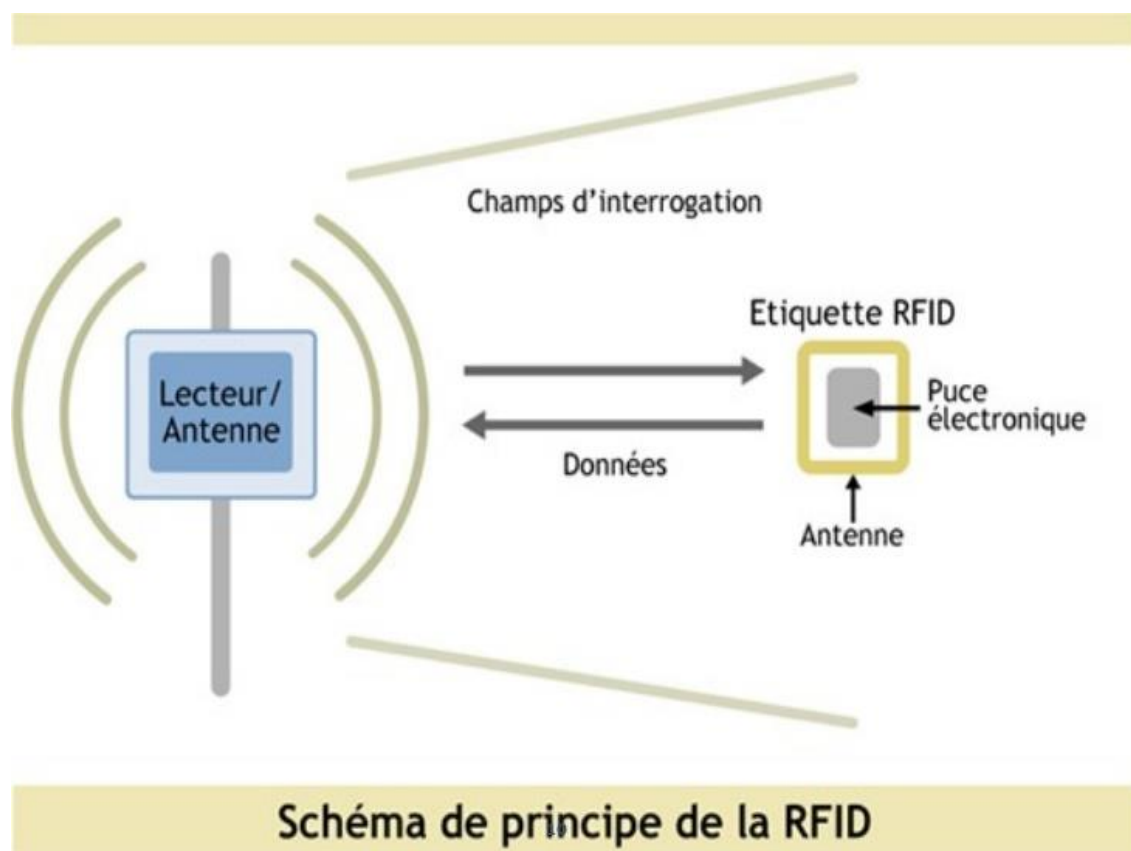 Champs d'interrogation
Etiquette RFID
Lecteur/
Antenne
Puce
électronique
Données
Antenne
Schéma de principe de la RFID